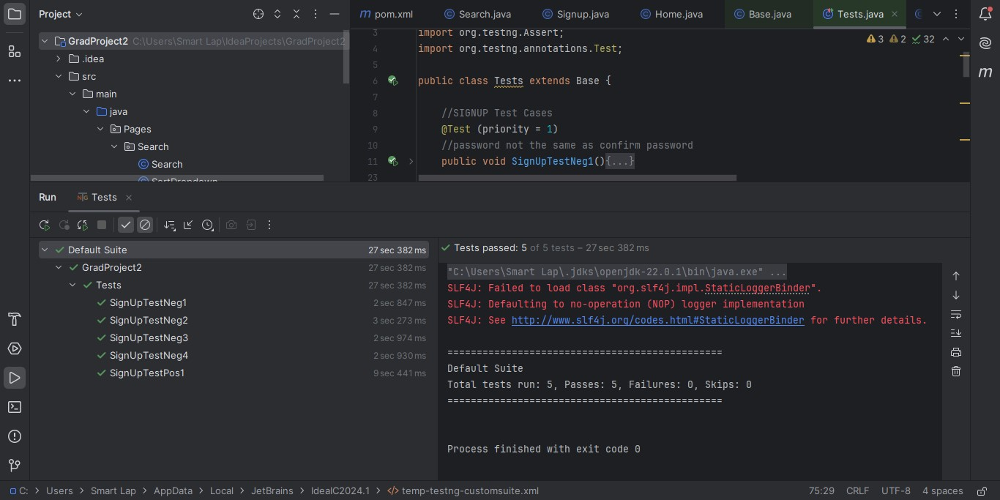 Project
pom.xml
Search.java
Signup.java
Home.java
Base.java
Tests.java
GradProject2 C:\Users\Smart Lap\IdeaProjects\GradProject2
.idea
src
main
java
Pages
Search
Search
SortDropdown
3 import org.testng.Assert;
4 import org.testng.annotations.Test;
5
6 public class Tests extends Base {
7
8 //SIGNUP Test Cases
9 @Test (priority = 1)
10 //password not the same as confirm password
11 public void SignUpTestNeg1(){...}
23
3 2 32
Run Tests
Default Suite 27 sec 382 ms
GradProject2 27 sec 382 ms
Tests 27 sec 382 ms
SignUpTestNeg1 2 sec 847 ms
SignUpTestNeg2 3 sec 273 ms
SignUpTestNeg3 2 sec 974 ms
SignUpTestNeg4 2 sec 930 ms
SignUpTestPos1 9 sec 441 ms
Tests passed: 5 of 5 tests – 27 sec 382 ms
"C:\Users\Smart Lap\.jdks\openjdk-22.0.1\bin\java.exe" ...
SLF4J: Failed to load class "org.slf4j.impl.StaticLoggerBinder".
SLF4J: Defaulting to no-operation (NOP) logger implementation
SLF4J: See http://www.slf4j.org/codes.html#StaticLoggerBinder for further details.
===============================================
Default Suite
Total tests run: 5, Passes: 5, Failures: 0, Skips: 0
===============================================
Process finished with exit code 0
C: > Users > Smart Lap > AppData > Local > JetBrains > IdeaIC2024.1 > temp-testng-customsuite.xml
75:29 CRLF UTF-8 4 spaces